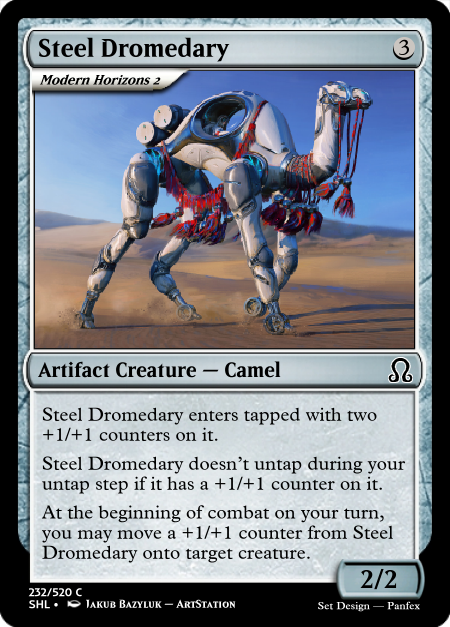 Steel Dromedary 3
Modern Horizons 2
Artifact Creature — Camel
Steel Dromedary enters tapped with two
+1/+1 counters on it.
Steel Dromedary doesn't untap during your
untap step if it has a +1/+1 counter on it.
At the beginning of combat on your turn,
you may move a +1/+1 counter from Steel
Dromedary onto target creature.
2/2
232/520 C
SHL • Jakub Bazyluk — ArtStation
Set Design — Panfex